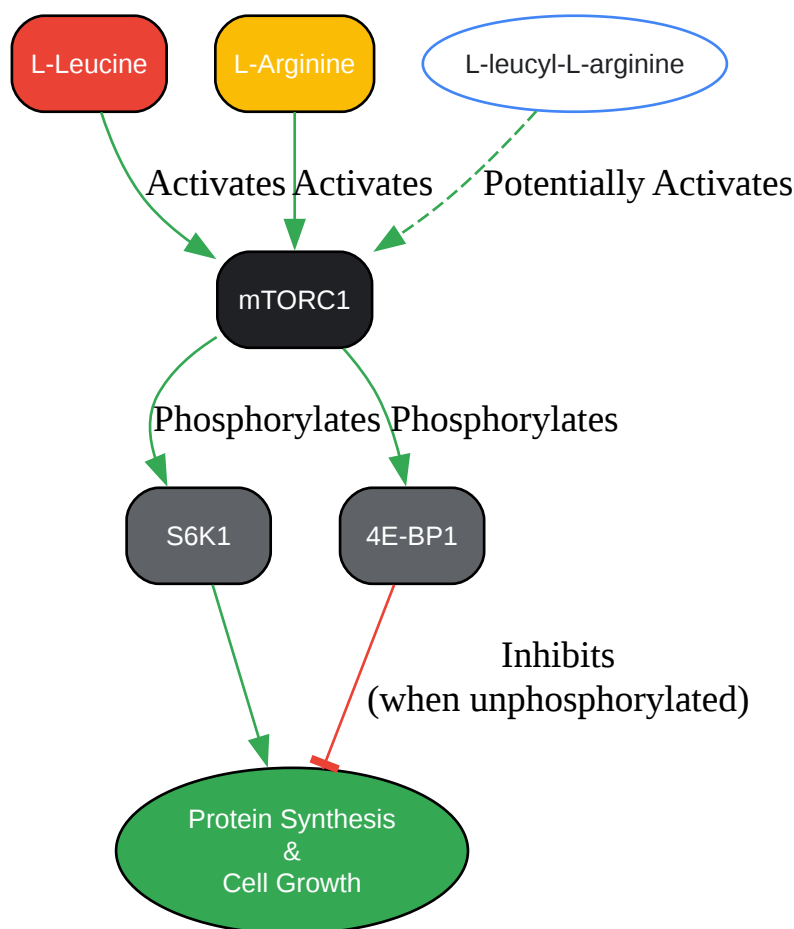 L-Leucine
L-Arginine
L-leucyl-L-arginine
Activates
Activates
Potentially Activates
mTORC1
Phosphorylates
Phosphorylates
S6K1
4E-BP1
Inhibits
(when unphosphorylated)
Protein Synthesis
&
Cell Growth